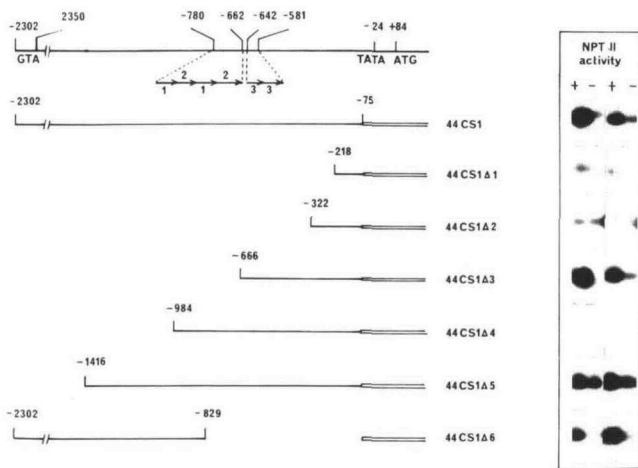 -2302 2350 -780 -662 -642 -581 -24 +84
GTA TATA ATG
1 2 1 2 3 3
-2302 -75 44CS1
-218 44CS1Δ1
-322 44CS1Δ2
-666 44CS1Δ3
-984 44CS1Δ4
-1416 44CS1Δ5
-2302 -829 44CS1Δ6
NPT II
activity
+ - + -